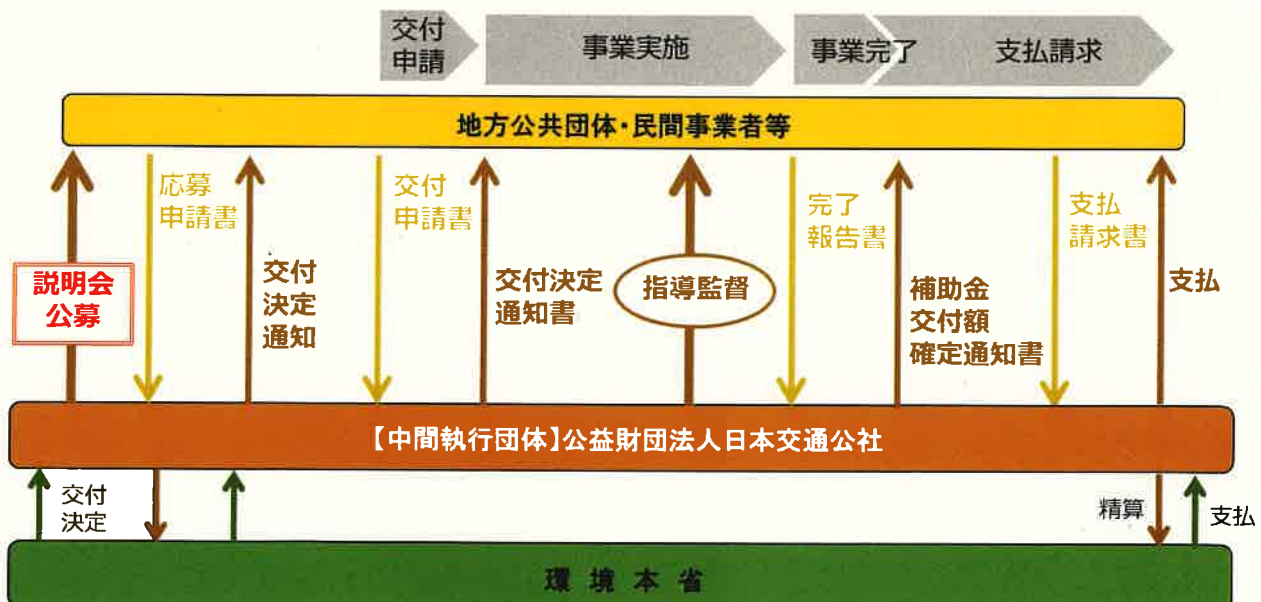 交付
申請
事業実施
事業完了
支払請求
地方公共団体・民間事業者等
応募
申請書
交付
申請書
完了
報告書
支払
請求書
説明会
公募
交付
決定
通知
交付決定
通知書
指導監督
補助金
交付額
確定通知書
支払
【中間執行団体】公益財団法人日本交通公社
交付
決定
精算
支払
環境本省